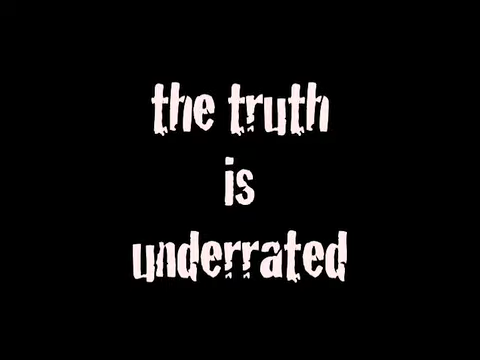 the truth
is
underrated